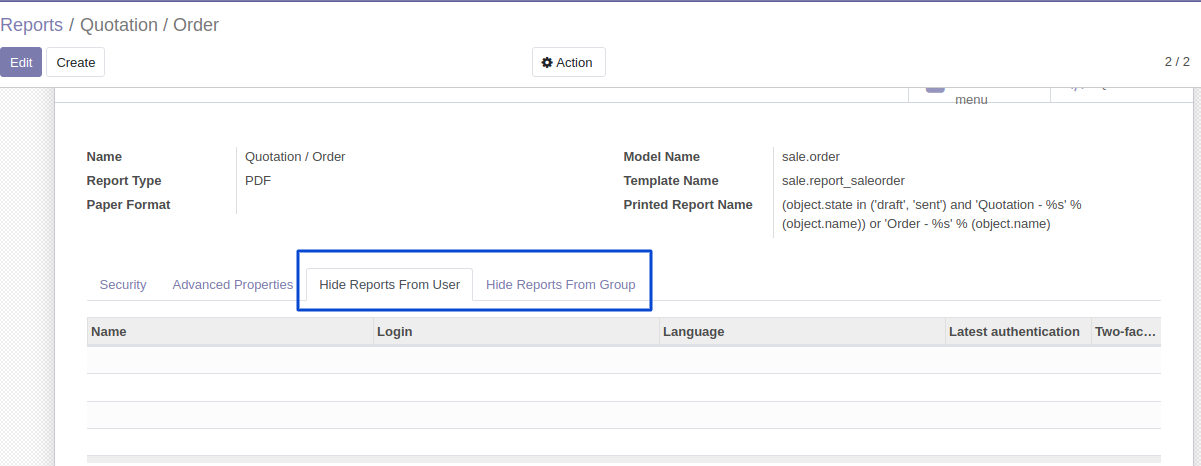 Reports / Quotation / Order
Edit Create Action 2 / 2
menu
Name Quotation / Order Model Name sale.order
Report Type PDF Template Name sale.report_saleorder
Paper Format Printed Report Name (object.state in ('draft', 'sent') and 'Quotation - %s' %
(object.name)) or 'Order - %s' % (object.name)
Security Advanced Properties Hide Reports From User Hide Reports From Group
Name Login Language Latest authentication Two-fac...